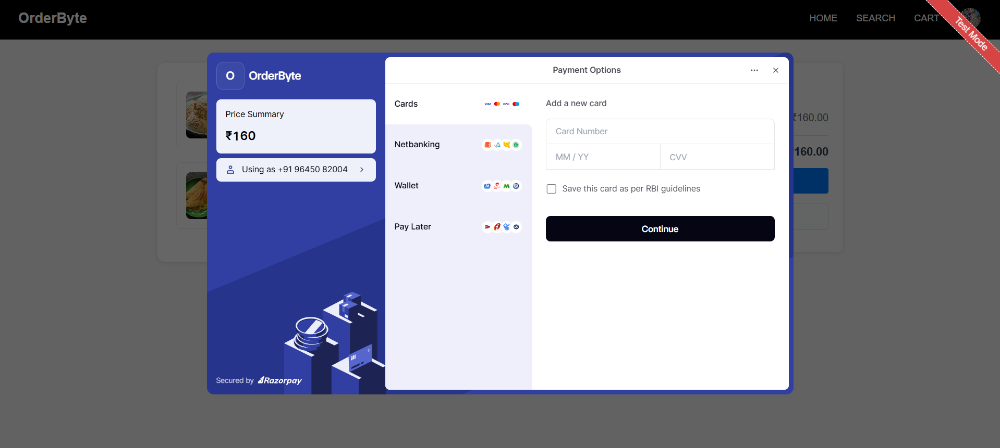 OrderByte
HOME
SEARCH
CART
Test Mode
O
OrderByte
Price Summary
₹160
Using as +91 96450 82004
Secured by Razorpay
Payment Options
Cards
VISA
RuPay
Netbanking
Wallet
Pay Later
Add a new card
Card Number
MM / YY
CVV
Save this card as per RBI guidelines
Continue
₹160.00
160.00